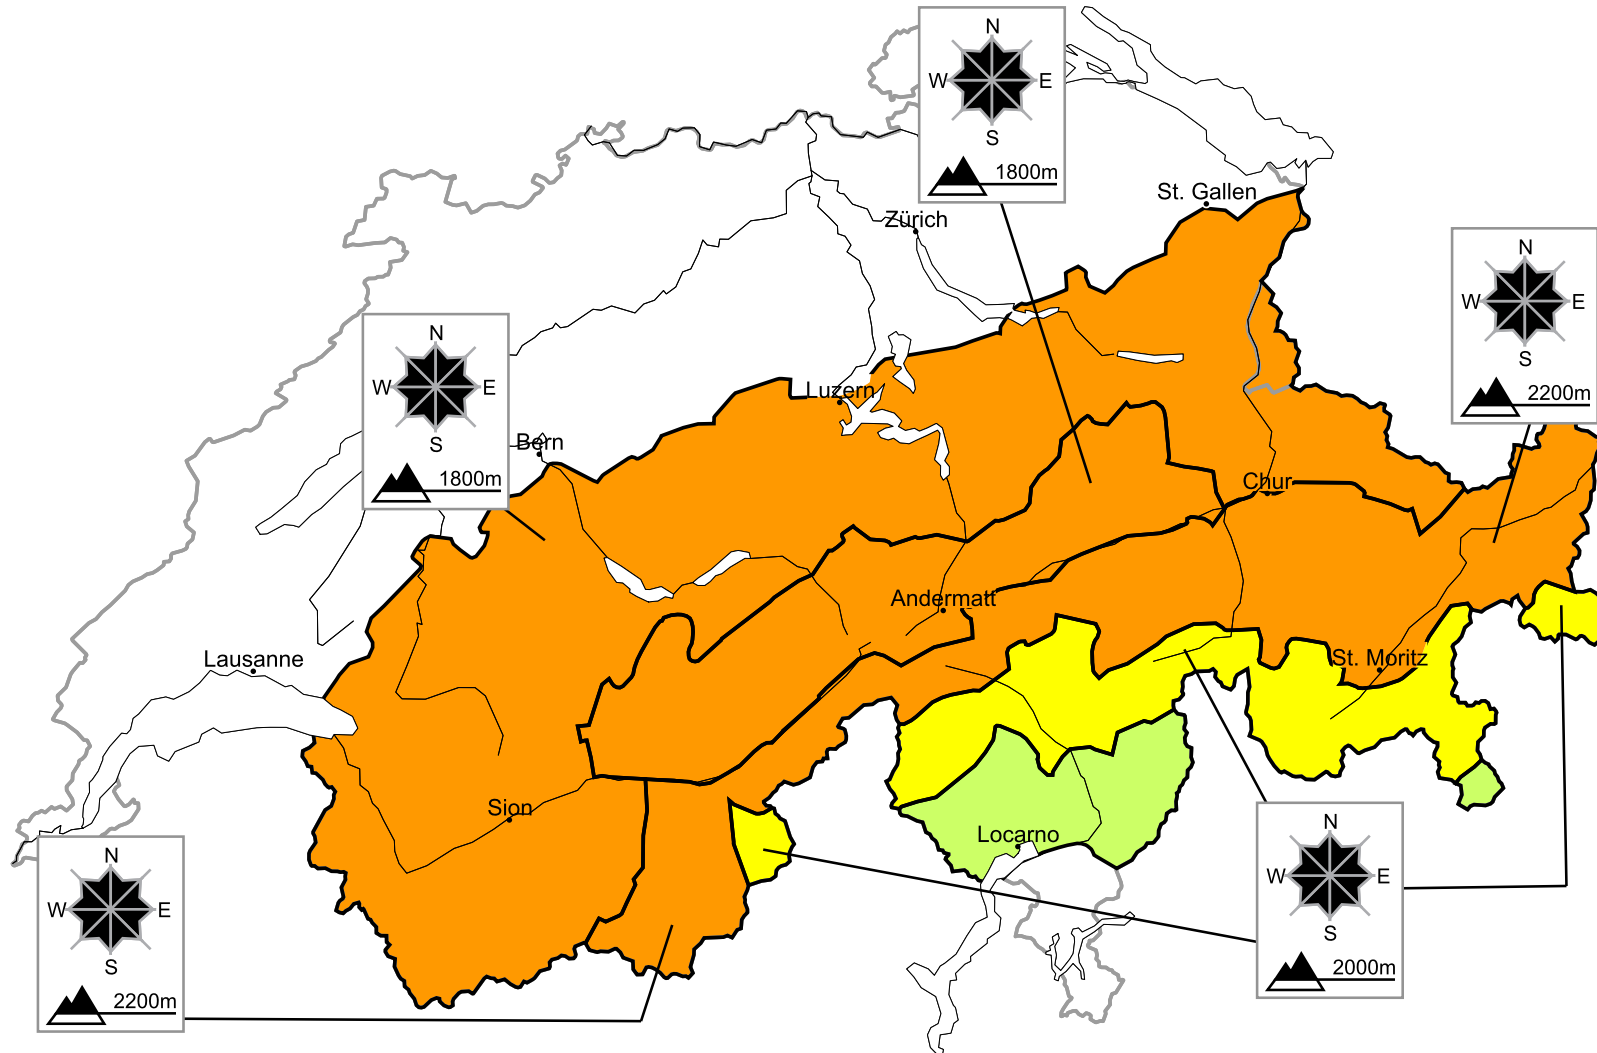 N
W E
S
1800m
St. Gallen
Zürich
N
W E
S
2200m
N
W E
S
1800m
Luzern
Bern
Chur
Andermatt
Lausanne
St. Moritz
Sion
Locarno
N
W E
S
2000m
N
W E
S
2200m